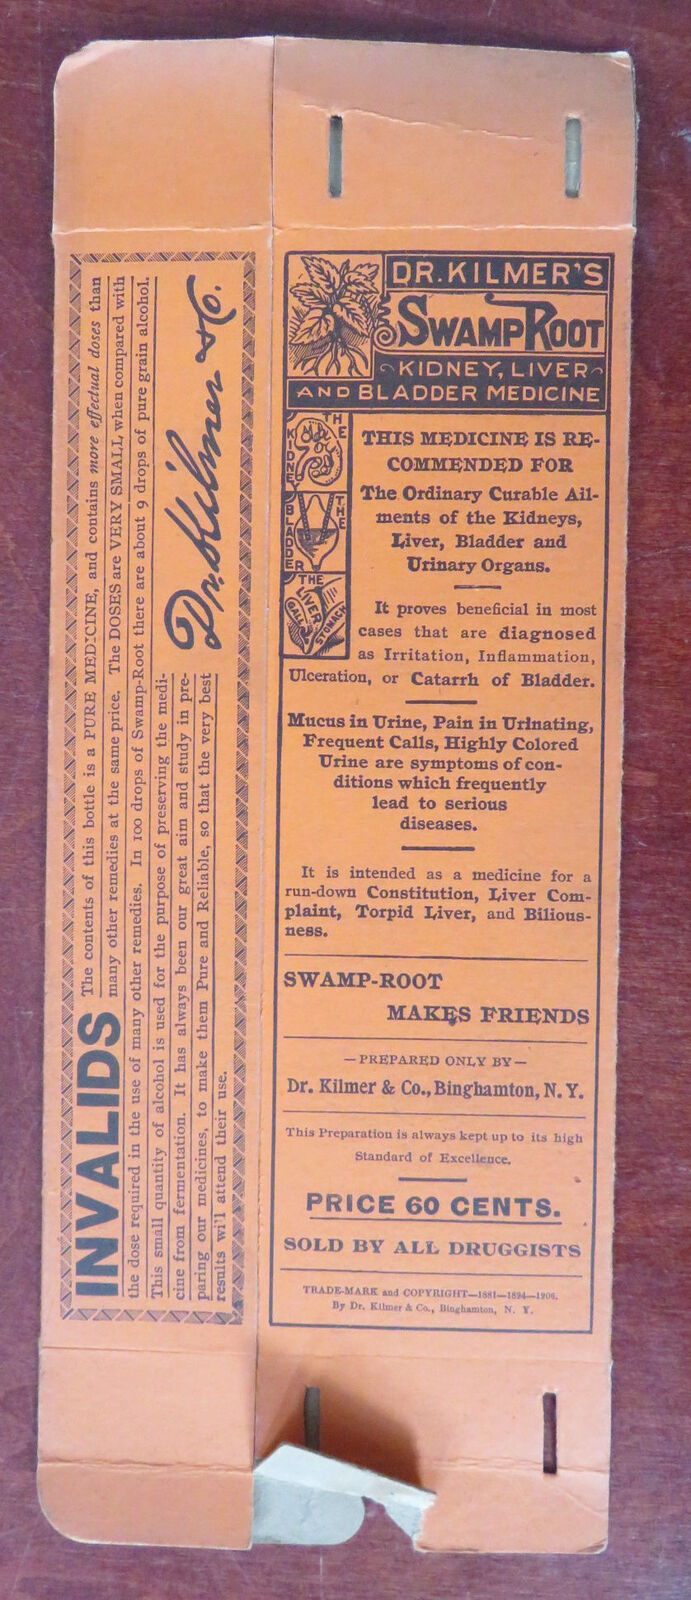 INVALIDS The contents of this bottle is a PURE MEDICINE, and contains more effectual doses than
many other remedies at the same price. The DOSES are VERY SMALL when compared with
the dose required in the use of many other remedies. In 100 drops of Swamp-Root there are about 9 drops of pure grain alcohol.
This small quantity of alcohol is used for the purpose of preserving the medi-
cine from fermentation. It has always been our great aim and study in pre-
paring our medicines, to make them Pure and Reliable, so that the very best
results will attend their use.
Dr. Kilmer & Co.
DR. KILMER'S
SWAMP ROOT
KIDNEY, LIVER
AND BLADDER MEDICINE
THE KIDNEY
THE BLADDER
THE LIVER
GALL
STOMACH
THIS MEDICINE IS RE-
COMMENDED FOR
The Ordinary Curable Ail-
ments of the Kidneys,
Liver, Bladder and
Urinary Organs.
It proves beneficial in most
cases that are diagnosed
as Irritation, Inflammation,
Ulceration, or Catarrh of Bladder.
Mucus in Urine, Pain in Urinating,
Frequent Calls, Highly Colored
Urine are symptoms of con-
ditions which frequently
lead to serious
diseases.
It is intended as a medicine for a
run-down Constitution, Liver Com-
plaint, Torpid Liver, and Bilious-
ness.
SWAMP-ROOT
MAKES FRIENDS
—PREPARED ONLY BY—
Dr. Kilmer & Co., Binghamton, N. Y.
This Preparation is always kept up to its high
Standard of Excellence.
PRICE 60 CENTS.
SOLD BY ALL DRUGGISTS
TRADE-MARK and COPYRIGHT—1881—1894—1906.
By Dr. Kilmer & Co., Binghamton, N. Y.